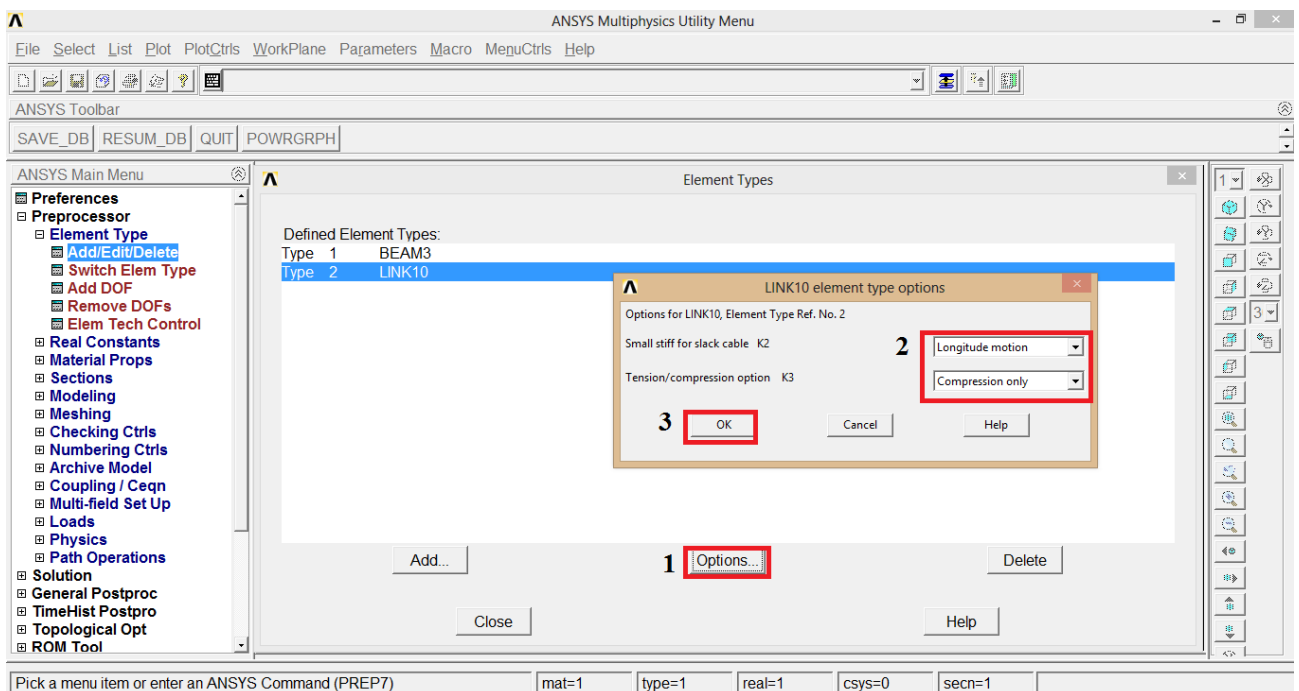 ANSYS Multiphysics Utility Menu
File Select List Plot PlotCtrls WorkPlane Parameters Macro MenuCtrls Help
ANSYS Toolbar
SAVE_DB RESUM_DB QUIT POWRGRPH
ANSYS Main Menu
Preferences
Preprocessor
Element Type
Add/Edit/Delete
Switch Elem Type
Add DOF
Remove DOFs
Elem Tech Control
Real Constants
Material Props
Sections
Modeling
Meshing
Checking Ctrls
Numbering Ctrls
Archive Model
Coupling / Ceqn
Multi-field Set Up
Loads
Physics
Path Operations
Solution
General Postproc
TimeHist Postpro
Topological Opt
ROM Tool
Element Types
Defined Element Types:
Type 1 BEAM3
Type 2 LINK10
LINK10 element type options
Options for LINK10, Element Type Ref. No. 2
Small stiff for slack cable K2 2 Longitude motion
Tension/compression option K3 Compression only
3 OK Cancel Help
Add... 1 Options... Delete
Close Help
1
3
Pick a menu item or enter an ANSYS Command (PREP7) mat=1 type=1 real=1 csys=0 secn=1